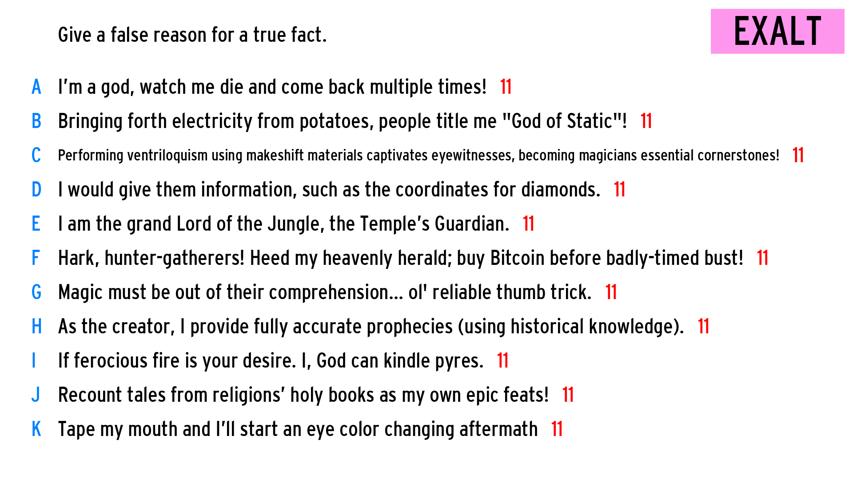 Give a false reason for a true fact.
EXALT
A I'm a god, watch me die and come back multiple times! 11
B Bringing forth electricity from potatoes, people title me "God of Static"! 11
C Performing ventriloquism using makeshift materials captivates eyewitnesses, becoming magicians essential cornerstones! 11
D I would give them information, such as the coordinates for diamonds. 11
E I am the grand Lord of the Jungle, the Temple's Guardian. 11
F Hark, hunter-gatherers! Heed my heavenly herald; buy Bitcoin before badly-timed bust! 11
G Magic must be out of their comprehension... ol' reliable thumb trick. 11
H As the creator, I provide fully accurate prophecies (using historical knowledge). 11
I If ferocious fire is your desire. I, God can kindle pyres. 11
J Recount tales from religions' holy books as my own epic feats! 11
K Tape my mouth and I'll start an eye color changing aftermath 11